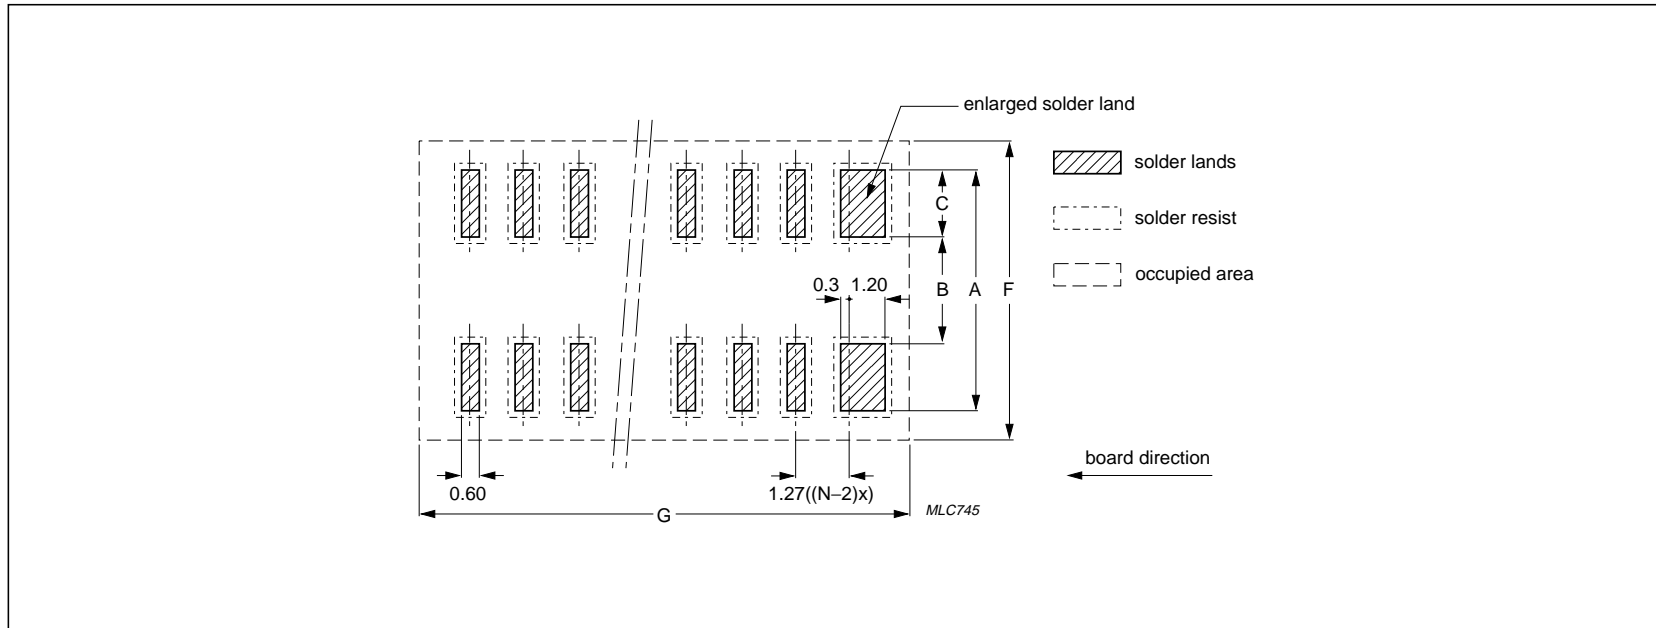 enlarged solder land
solder lands
C
solder resist
occupied area
0.3 1.20
B A F
board direction
0.60
1.27((N–2)x)
G
MLC745